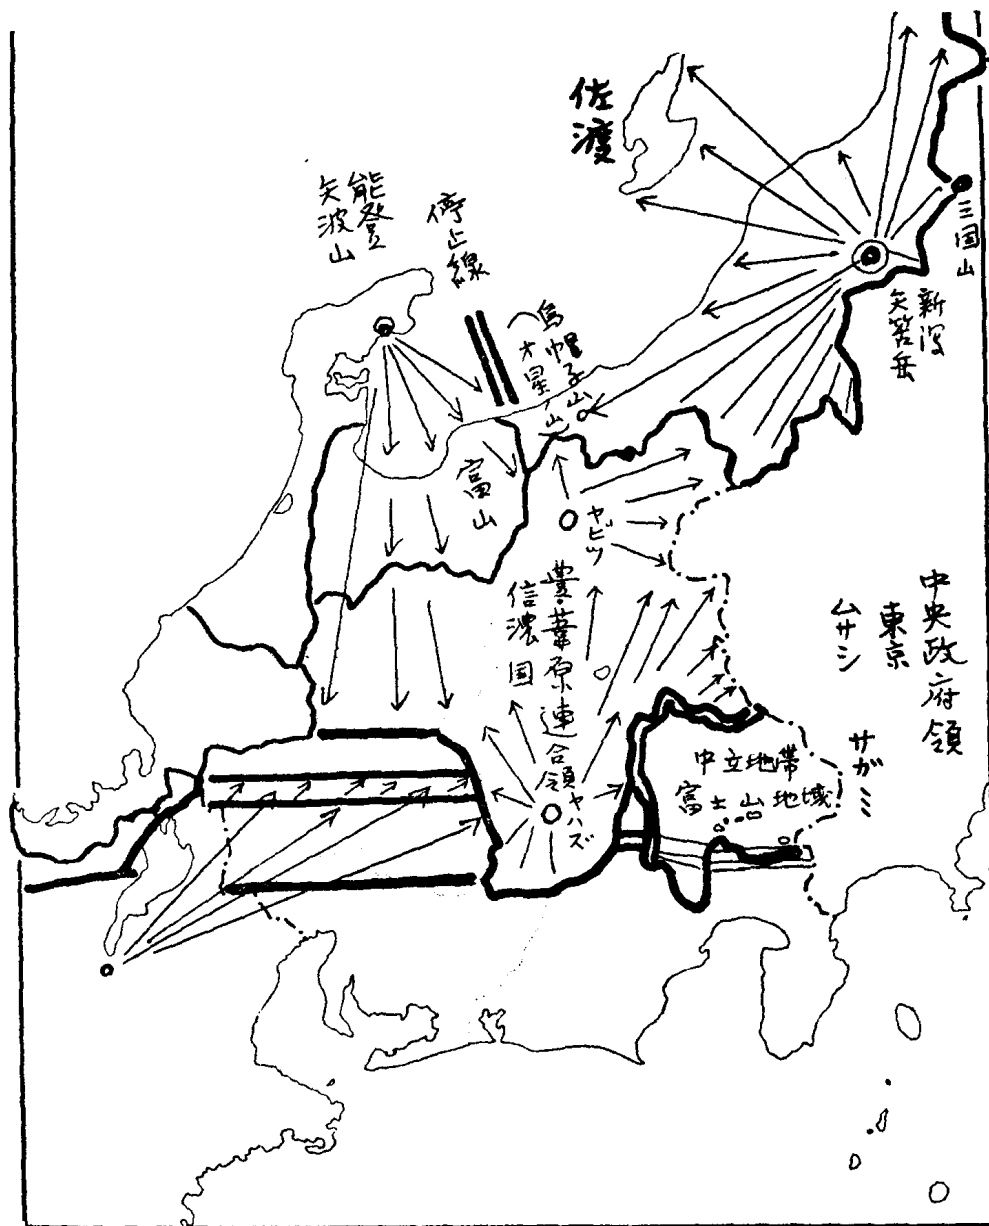 佐渡
能登
矢波山
停止線
烏帽子山
三国山
新潟
矢筈岳
富山
ヤビツ
豊葦原連合領
信濃国
中央政府領
東京
ムサシ
サガミ
中立地帯
富士山地域
ヤハズ